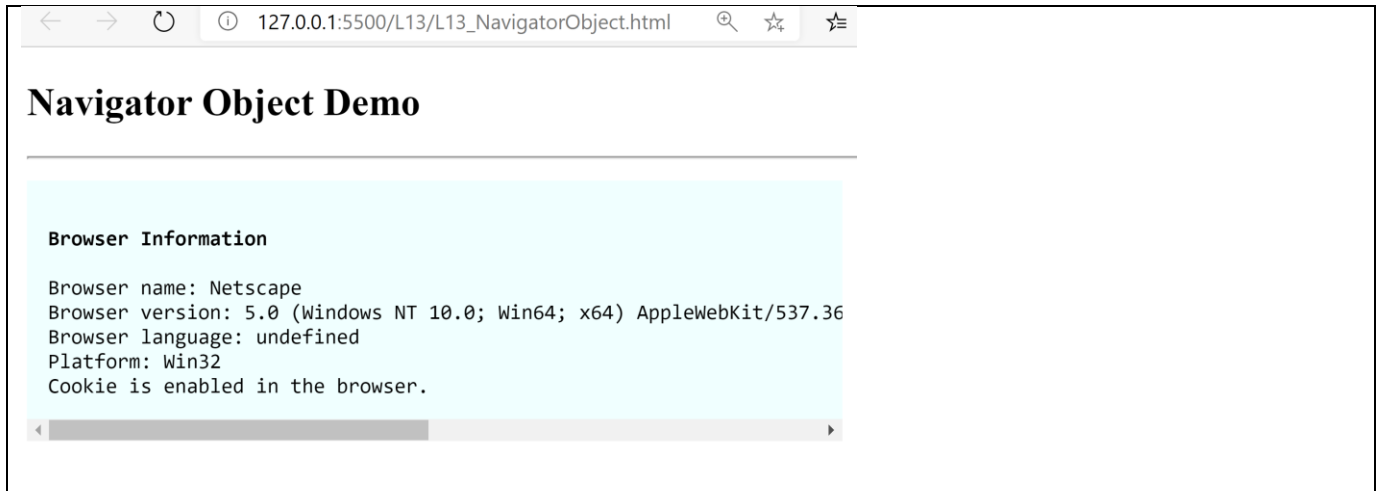 127.0.0.1:5500/L13/L13_NavigatorObject.html
Navigator Object Demo
Browser Information
Browser name: Netscape
Browser version: 5.0 (Windows NT 10.0; Win64; x64) AppleWebKit/537.36
Browser language: undefined
Platform: Win32
Cookie is enabled in the browser.